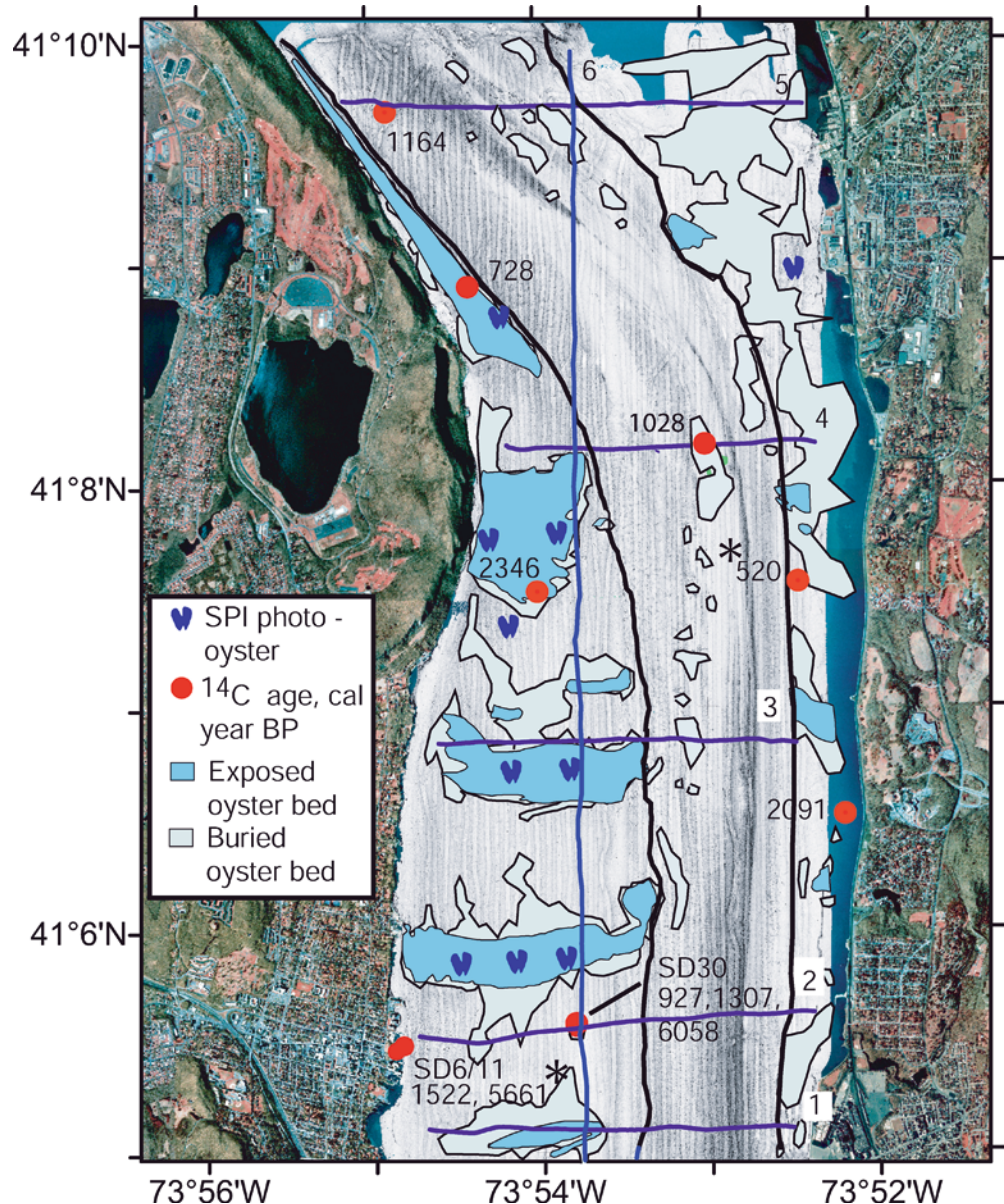 41°10'N
6
5
1164
728
1028
4
41°8'N
2346
*520
SPI photo -
oyster
14C age, cal
year BP
Exposed
oyster bed
Buried
oyster bed
3
2091
41°6'N
SD30
927,1307,
6058
2
SD6/11
1522, 5661
*
1
73°56'W
73°54'W
73°52'W